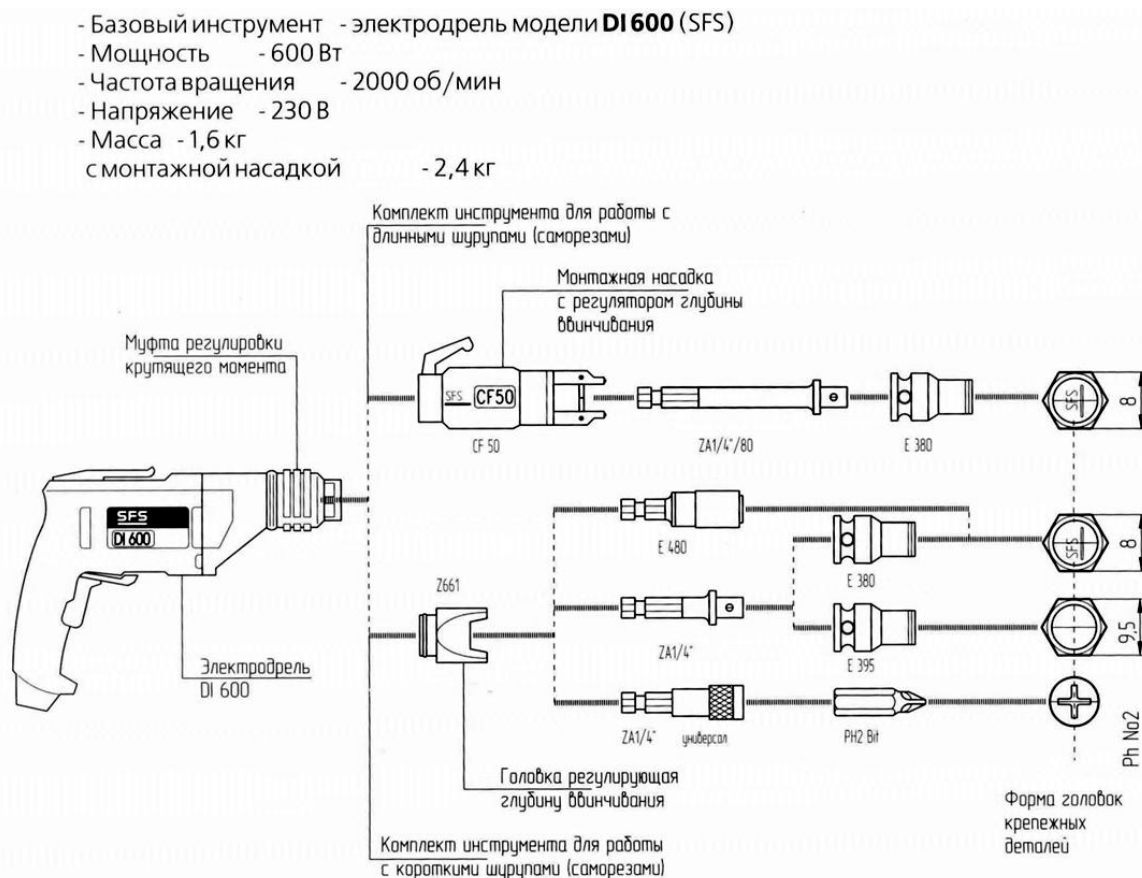 - Базовый инструмент - электродрель модели DI 600 (SFS)
- Мощность - 600 Вт
- Частота вращения - 2000 об/мин
- Напряжение - 230 В
- Масса - 1,6 кг
с монтажной насадкой - 2,4 кг
Комплект инструмента для работы с
длинными шурупами (саморезами)
Монтажная насадка
с регулятором глубины
ввинчивания
Муфта регулировки
крутящего момента
SFS CF50
CF 50
ZA1/4"/80
E 380
SFS
8
SFS
DI 600
E 480
E 380
SFS
8
Z661
ZA1/4"
E 395
9,5
Электродрель
DI 600
ZA1/4" универсал
PH2 Bit
Ph No2
Головка регулирующая
глубину ввинчивания
Форма головок
крепежных
деталей
Комплект инструмента для работы
с короткими шурупами (саморезами)